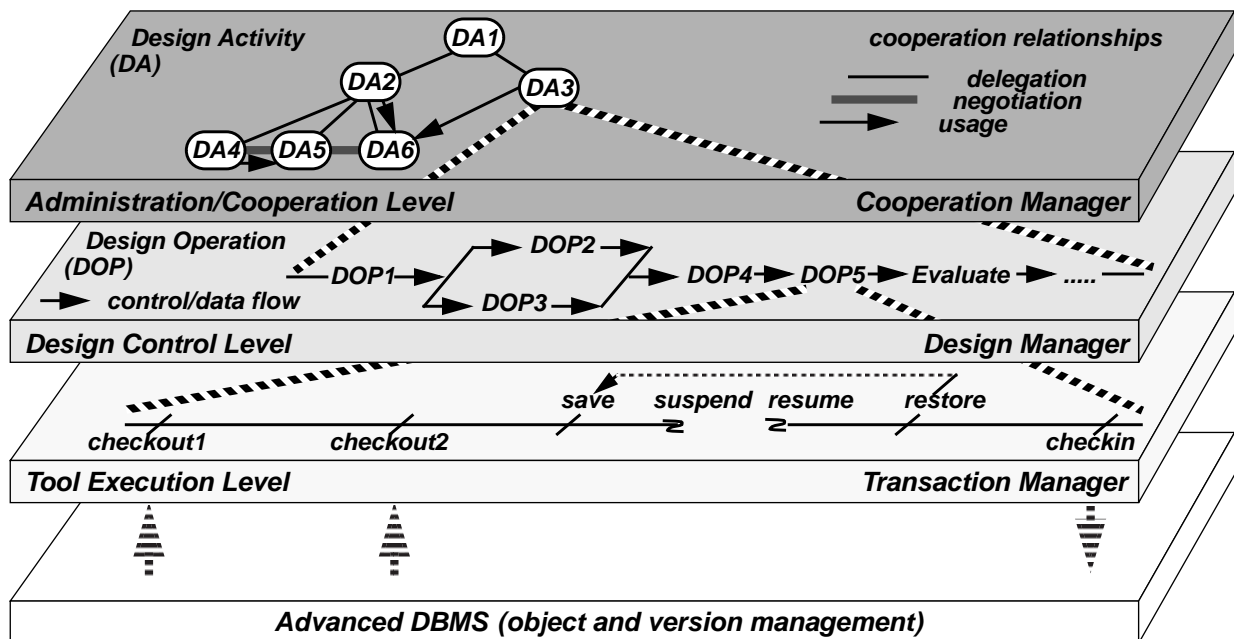 Design Activity
(DA)
DA1
cooperation relationships
DA2
DA3
delegation
negotiation
usage
DA4
DA5
DA6
Administration/Cooperation Level
Cooperation Manager
Design Operation
(DOP)
DOP1
DOP2
DOP3
DOP4
DOP5
Evaluate
.....
control/data flow
Design Control Level
Design Manager
save
suspend
resume
restore
checkout1
checkout2
checkin
Tool Execution Level
Transaction Manager
Advanced DBMS (object and version management)